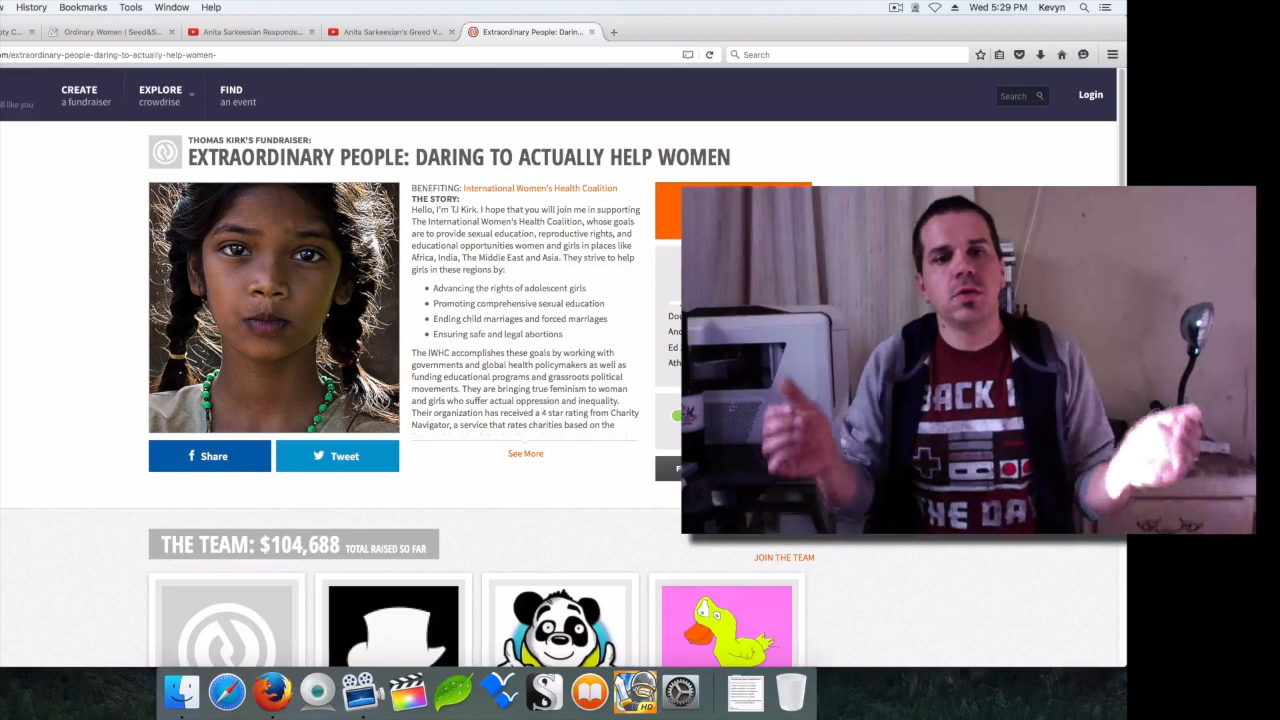 History Bookmarks Tools Window Help Wed 5:29 PM Kevyn
Ordinary Women | Seed&S... Anita Sarkeesian Responds... Anita Sarkeesian's Greed V... Extraordinary People: Darin...
om/extraordinary-people-daring-to-actually-help-women- Search
ill like you
CREATE
a fundraiser
EXPLORE
crowdrise
FIND
an event
Search
Login
THOMAS KIRK'S FUNDRAISER:
EXTRAORDINARY PEOPLE: DARING TO ACTUALLY HELP WOMEN
BENEFITING: International Women's Health Coalition
THE STORY:
Hello, I'm TJ Kirk. I hope that you will join me in supporting
The International Women's Health Coalition, whose goals
are to provide sexual education, reproductive rights, and
educational opportunities women and girls in places like
Africa, India, The Middle East and Asia. They strive to help
girls in these regions by:
Advancing the rights of adolescent girls
Promoting comprehensive sexual education
Ending child marriages and forced marriages
Ensuring safe and legal abortions
The IWHC accomplishes these goals by working with
governments and global health policymakers as well as
funding educational programs and grassroots political
movements. They are bringing true feminism to woman
and girls who suffer actual oppression and inequality.
Their organization has received a 4 star rating from Charity
Navigator, a service that rates charities based on the
See More
Share
Tweet
Dou
And
Ed
Ath
BACK I
THE DA
THE TEAM: $104,688 TOTAL RAISED SO FAR
JOIN THE TEAM
HD